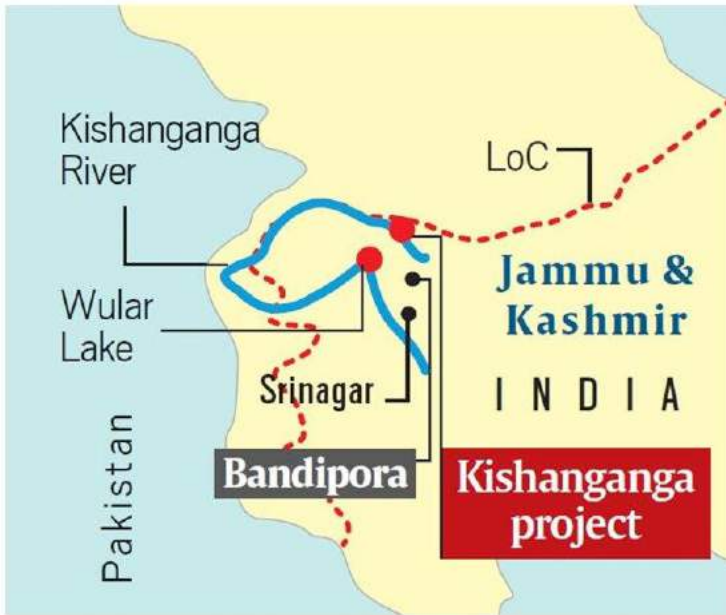 Kishanganga
River
LoC
Jammu &
Kashmir
Wular
Lake
INDIA
Srinagar
Bandipora
Kishanganga
project
Pakistan